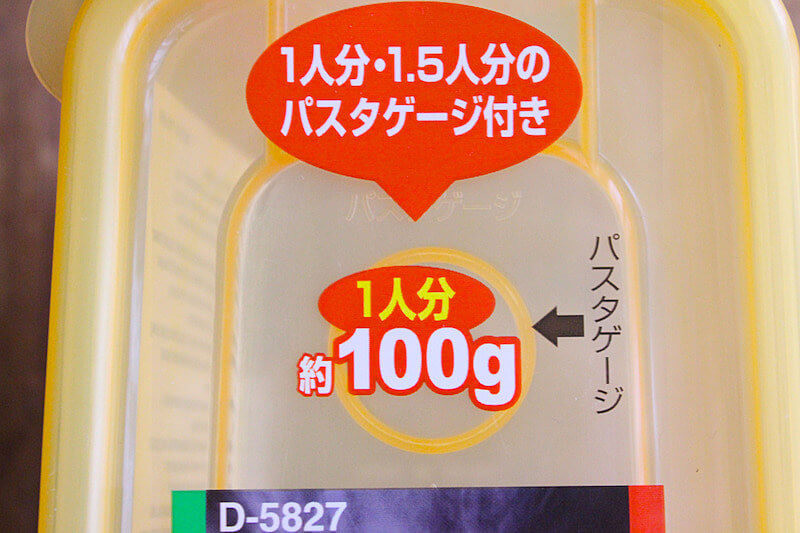 1人分・1.5人分の
パスタゲージ付き
パスタゲージ
1人分
約100g
パスタゲージ
D-5827